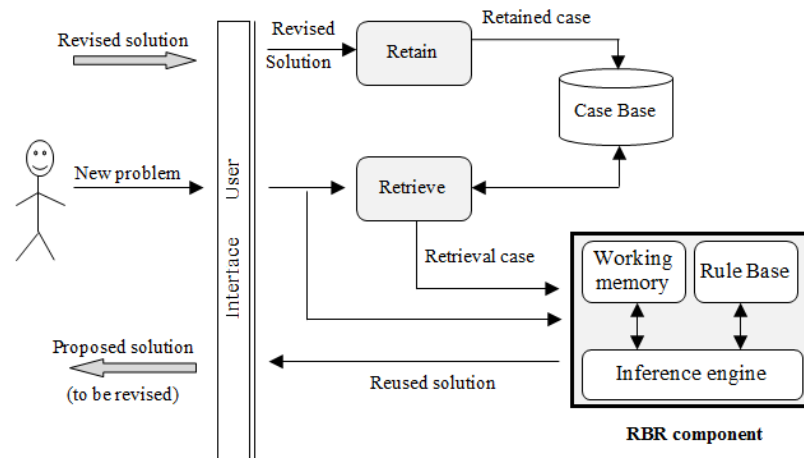 Revised solution
Revised
Solution
Retain
Retained case
Case Base
New problem
User Interface
Retrieve
Retrieval case
Working
memory
Rule Base
Inference engine
RBR component
Reused solution
Proposed solution
(to be revised)